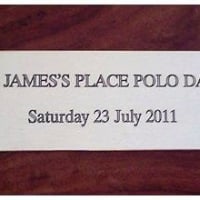 JAMES'S PLACE POLO DA
Saturday 23 July 2011